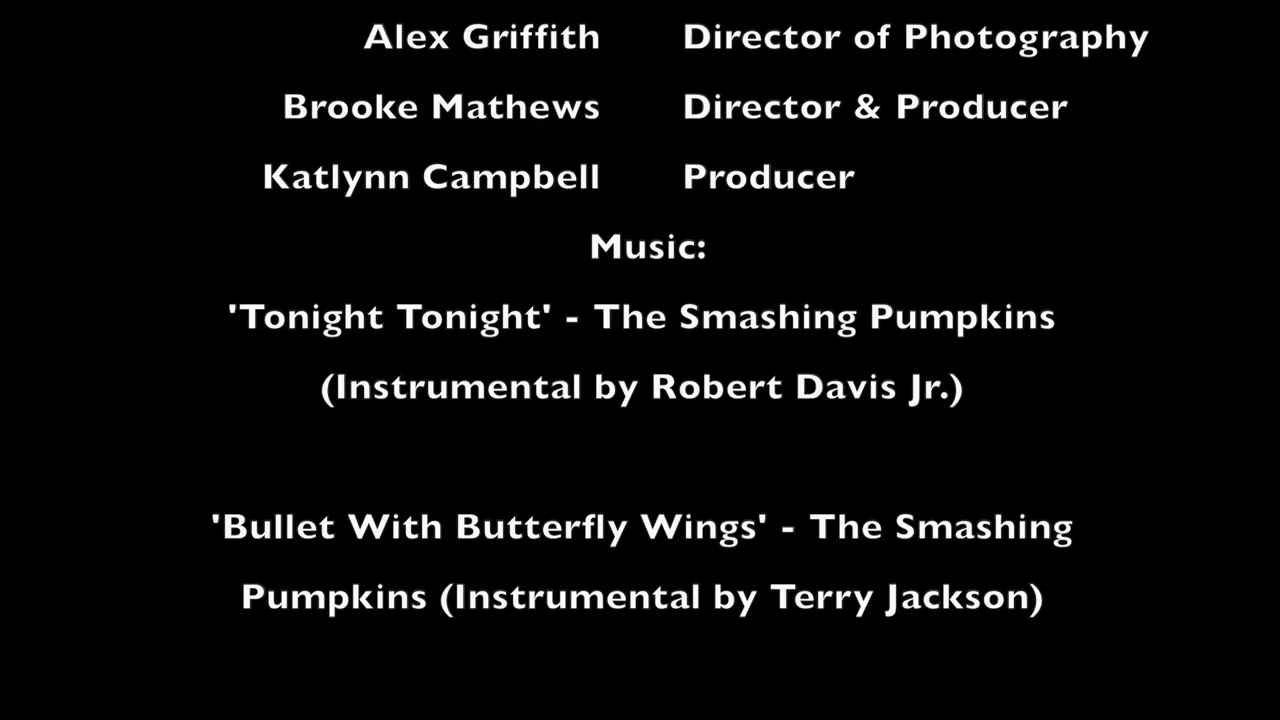 Alex Griffith Director of Photography
Brooke Mathews Director & Producer
Katlynn Campbell Producer
Music:
'Tonight Tonight' - The Smashing Pumpkins
(Instrumental by Robert Davis Jr.)
'Bullet With Butterfly Wings' - The Smashing
Pumpkins (Instrumental by Terry Jackson)